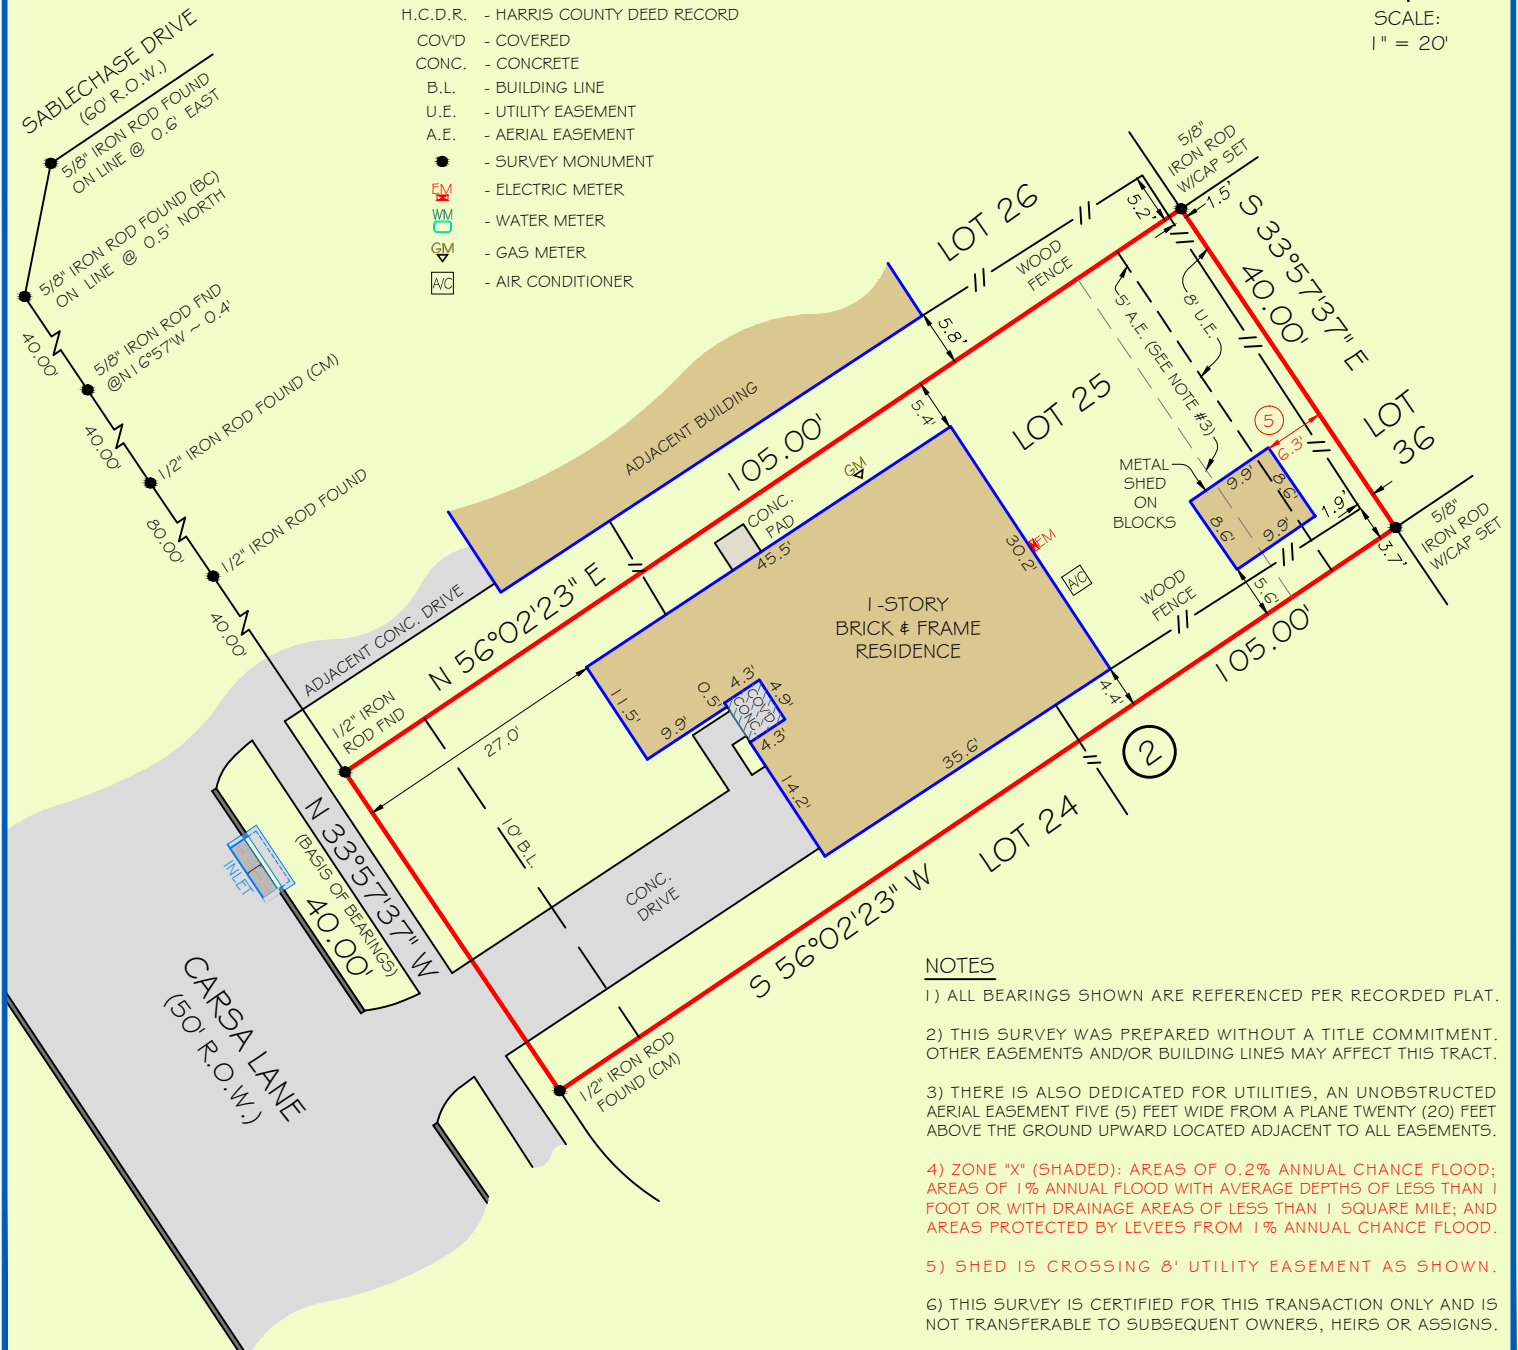 SCALE:
1" = 20'
H.C.D.R. - HARRIS COUNTY DEED RECORD
COV'D - COVERED
CONC. - CONCRETE
B.L. - BUILDING LINE
U.E. - UTILITY EASEMENT
A.E. - AERIAL EASEMENT
- SURVEY MONUMENT
EM - ELECTRIC METER
WM - WATER METER
GM - GAS METER
A/C - AIR CONDITIONER
SABLECHASE DRIVE
(60' R.O.W.)
5/8" IRON ROD FOUND
ON LINE @ 0.6' EAST
5/8" IRON ROD FOUND (BC)
ON LINE @ 0.5' NORTH
40.00'
5/8" IRON ROD FND
@N16°57'W ~ 0.4'
40.00'
1/2" IRON ROD FOUND (CM)
80.00'
1/2" IRON ROD FOUND
40.00'
5/8"
IRON ROD
W/CAP SET
1.5'
5.2'
LOT 26
WOOD
FENCE
S 33°57'37" E
40.00'
5' A.E. (SEE NOTE #3)
8' U.E.
5.8'
5.4'
LOT 25
LOT
36
5
6.3'
METAL
SHED
ON
BLOCKS
9.9'
8.6'
8.6'
9.9'
1.9'
3.7'
5.6'
5/8"
IRON ROD
W/CAP SET
WOOD
FENCE
ADJACENT BUILDING
105.00'
GM
CONC.
PAD
45.5'
30.2'
EM
A/C
1-STORY
BRICK & FRAME
RESIDENCE
ADJACENT CONC. DRIVE
N 56°02'23" E
1/2" IRON
ROD FND
27.0'
11.5'
9.9'
0.5'
4.3'
4.9'
COV'D
CONC.
4.3'
14.2'
35.6'
4.4'
105.00'
2
10' B.L.
CONC.
DRIVE
LOT 24
S 56°02'23" W
N 33°57'37" W
(BASIS OF BEARINGS)
40.00'
INLET
CARSA LANE
(50' R.O.W.)
1/2" IRON ROD
FOUND (CM)
NOTES
1) ALL BEARINGS SHOWN ARE REFERENCED PER RECORDED PLAT.
2) THIS SURVEY WAS PREPARED WITHOUT A TITLE COMMITMENT.
OTHER EASEMENTS AND/OR BUILDING LINES MAY AFFECT THIS TRACT.
3) THERE IS ALSO DEDICATED FOR UTILITIES, AN UNOBSTRUCTED
AERIAL EASEMENT FIVE (5) FEET WIDE FROM A PLANE TWENTY (20) FEET
ABOVE THE GROUND UPWARD LOCATED ADJACENT TO ALL EASEMENTS.
4) ZONE "X" (SHADED): AREAS OF 0.2% ANNUAL CHANCE FLOOD;
AREAS OF 1% ANNUAL FLOOD WITH AVERAGE DEPTHS OF LESS THAN 1
FOOT OR WITH DRAINAGE AREAS OF LESS THAN 1 SQUARE MILE; AND
AREAS PROTECTED BY LEVEES FROM 1% ANNUAL CHANCE FLOOD.
5) SHED IS CROSSING 8' UTILITY EASEMENT AS SHOWN.
6) THIS SURVEY IS CERTIFIED FOR THIS TRANSACTION ONLY AND IS
NOT TRANSFERABLE TO SUBSEQUENT OWNERS, HEIRS OR ASSIGNS.